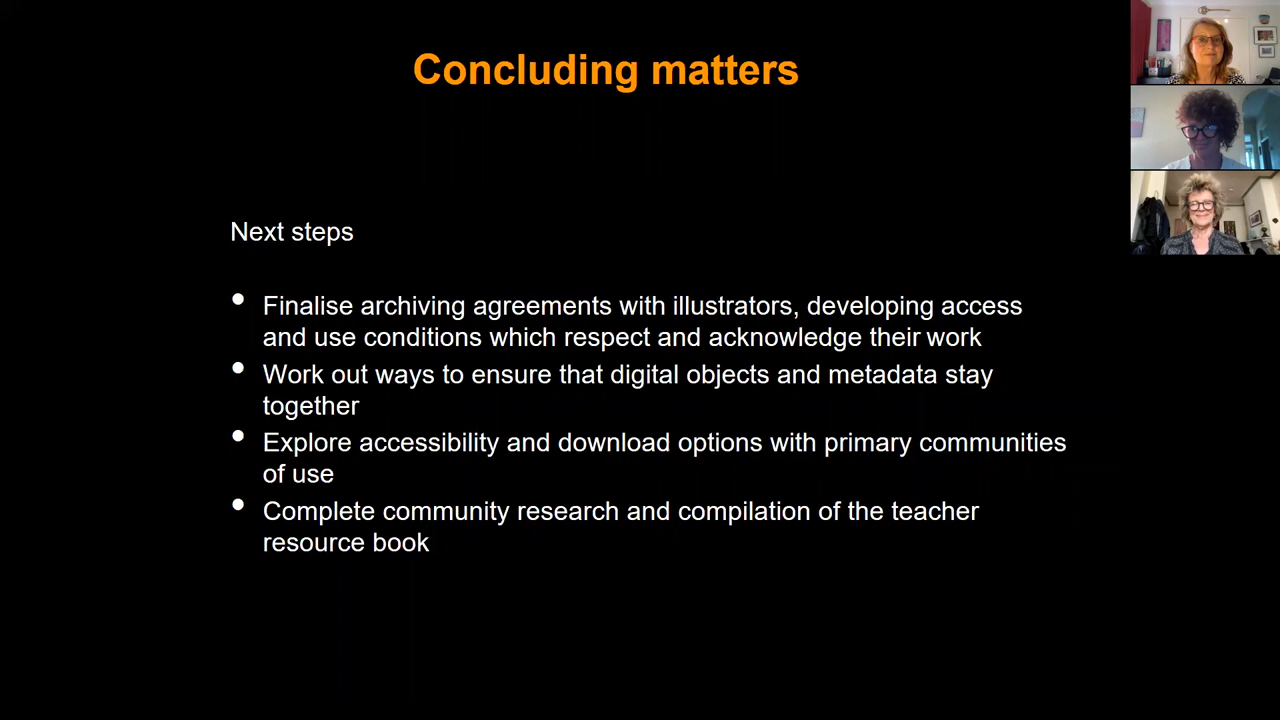 Concluding matters
Next steps
• Finalise archiving agreements with illustrators, developing access
and use conditions which respect and acknowledge their work
• Work out ways to ensure that digital objects and metadata stay
together
• Explore accessibility and download options with primary communities
of use
• Complete community research and compilation of the teacher
resource book